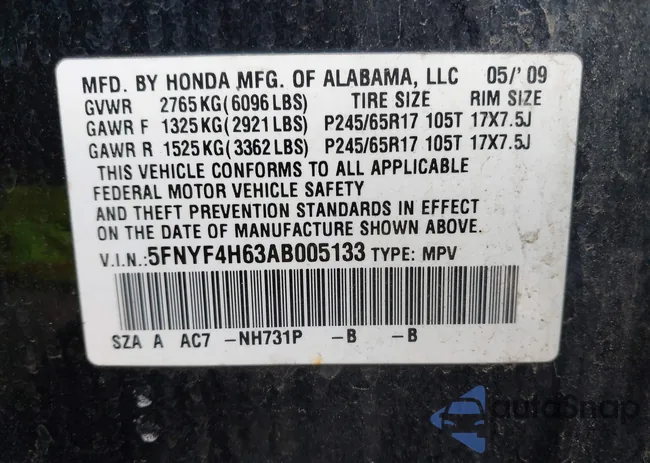 MFD. BY HONDA MFG. OF ALABAMA, LLC 05/'09
GVWR 2765KG(6096LBS) TIRE SIZE RIM SIZE
GAWR F 1325KG(2921LBS) P245/65R17 105T 17X7.5J
GAWR R 1525KG(3362LBS) P245/65R17 105T 17X7.5J
THIS VEHICLE CONFORMS TO ALL APPLICABLE
FEDERAL MOTOR VEHICLE SAFETY
AND THEFT PREVENTION STANDARDS IN EFFECT
ON THE DATE OF MANUFACTURE SHOWN ABOVE.
V.I.N.:5FNYF4H63AB005133 TYPE: MPV
SZA A AC7 -NH731P -B -B
autoSnap